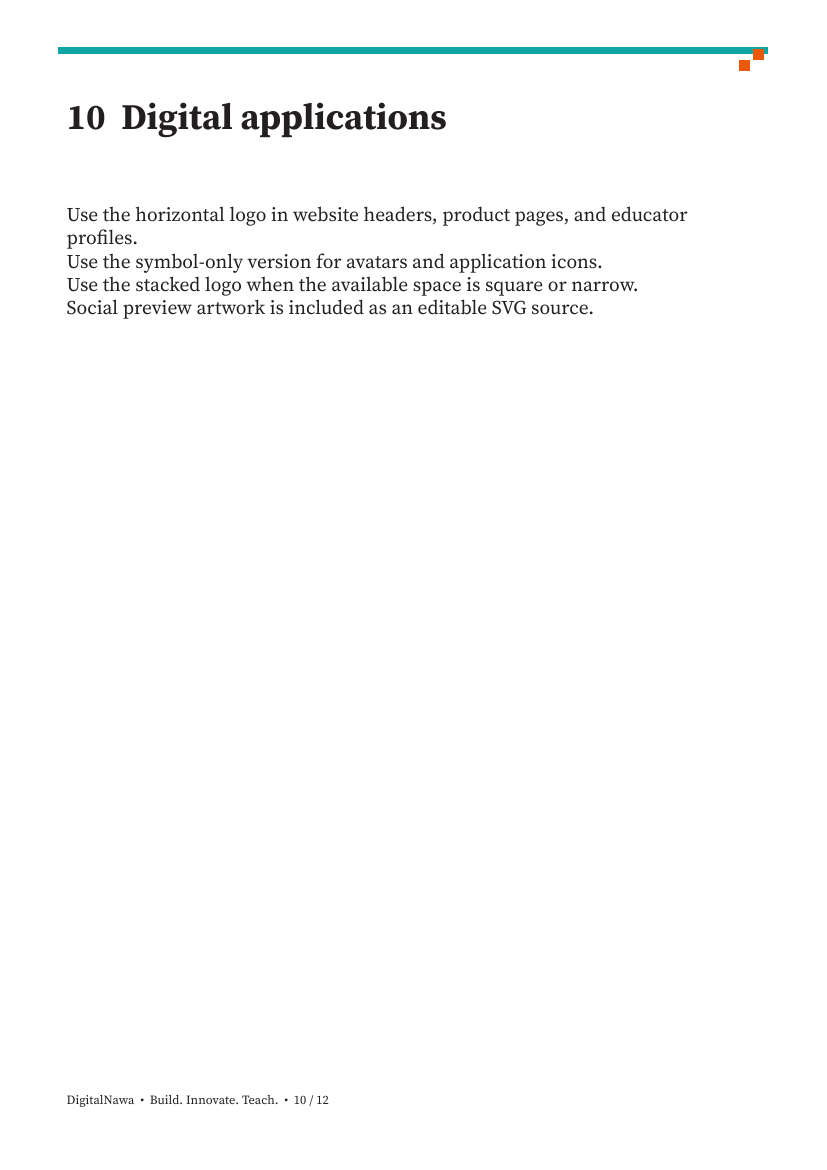 10 Digital applications
Use the horizontal logo in website headers, product pages, and educator
profiles.
Use the symbol-only version for avatars and application icons.
Use the stacked logo when the available space is square or narrow.
Social preview artwork is included as an editable SVG source.
DigitalNawa • Build. Innovate. Teach. • 10 / 12